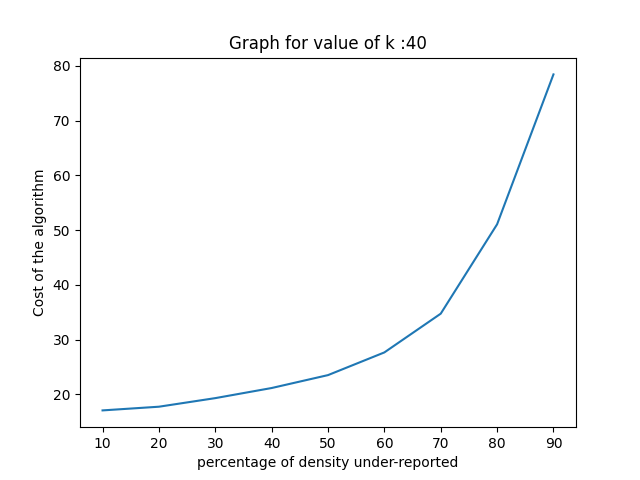 Graph for value of k :40
80
70
60
50
40
30
20
Cost of the algorithm
10 20 30 40 50 60 70 80 90
percentage of density under-reported